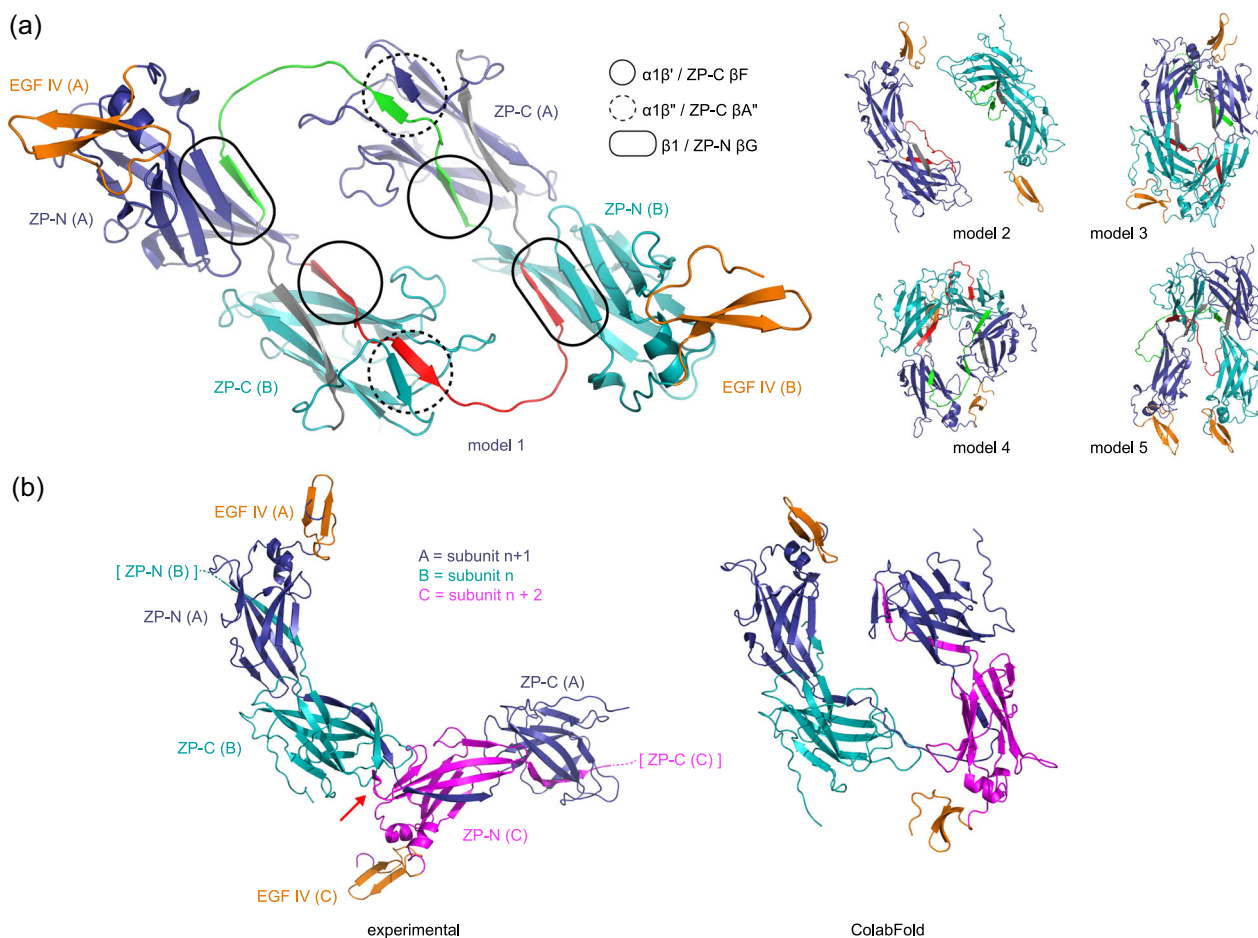 (a)
EGF IV (A)
ZP-N (A)
ZP-C (A)
α1β' / ZP-C βF
α1β" / ZP-C βA"
β1 / ZP-N βG
ZP-N (B)
ZP-C (B)
EGF IV (B)
model 1
model 2
model 3
model 4
model 5
(b)
EGF IV (A)
[ ZP-N (B) ]
ZP-N (A)
A = subunit n+1
B = subunit n
C = subunit n + 2
ZP-C (A)
ZP-C (B)
[ ZP-C (C) ]
ZP-N (C)
EGF IV (C)
experimental
ColabFold